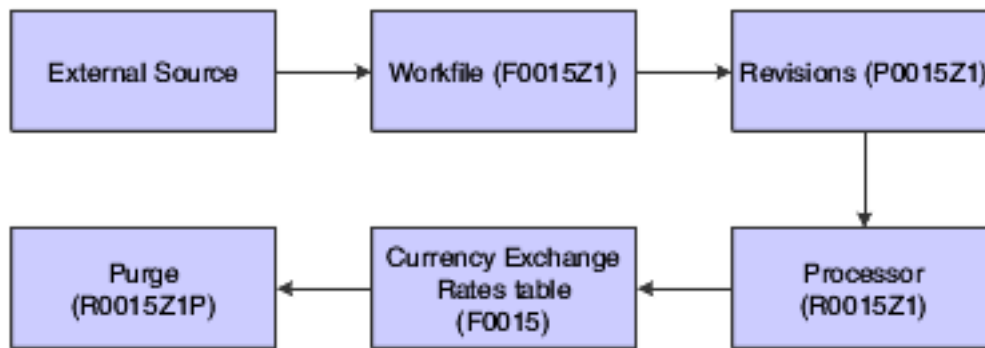 External Source
Workfile (F0015Z1)
Revisions (P0015Z1)
Purge
(R0015Z1P)
Currency Exchange
Rates table
(F0015)
Processor
(R0015Z1)